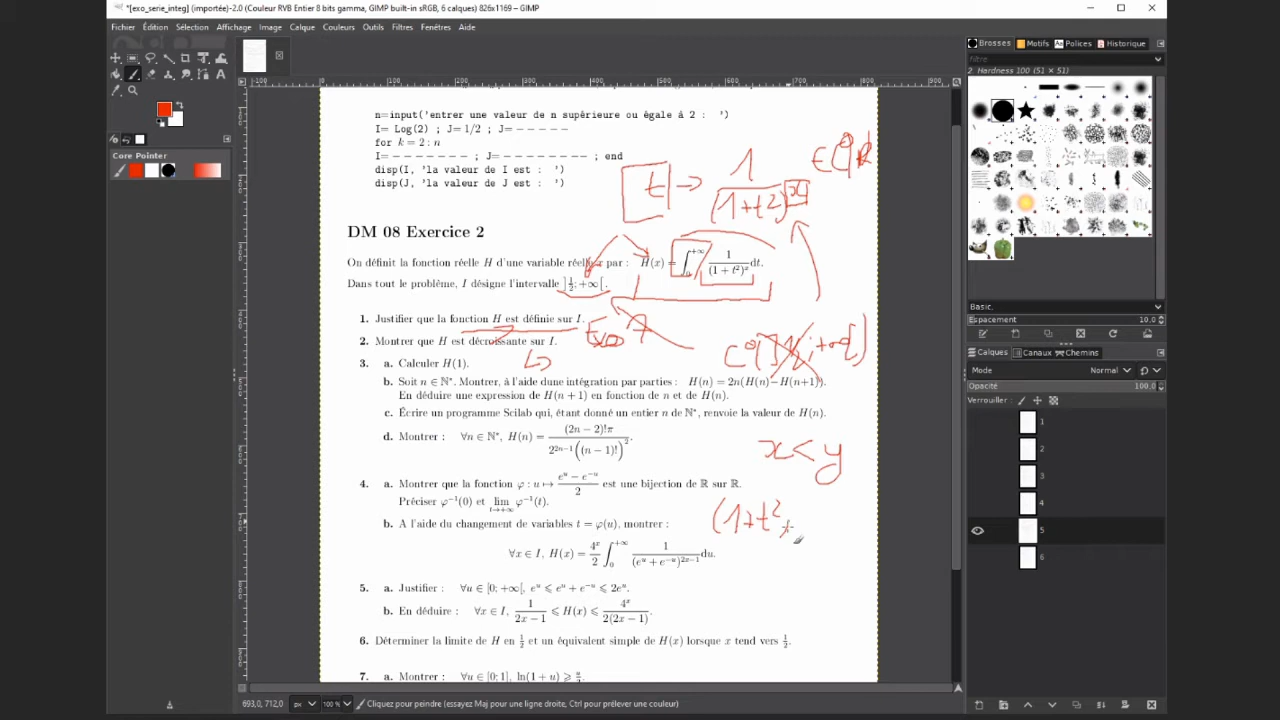 *[exo_serie_integ] (importée)-2.0 (Couleur RVB Entier 8 bits gamma, GIMP built-in sRGB, 6 calques) 826x1169 – GIMP
Fichier Édition Sélection Affichage Image Calque Couleurs Outils Filtres Fenêtres Aide
Core Pointer
n=input('entrer une valeur de n supérieure ou égale à 2 : ')
I= Log(2) ; J= 1/2 ; J= − − − − −
for k = 2 : n
I= − − − − − − − ; J= − − − − − − − − ; end
disp(I, 'la valeur de I est : ')
disp(J, 'la valeur de J est : ')
t → 1/(1+t2)
DM 08 Exercice 2
On définit la fonction réelle H d'une variable réelle x par : H(x) = ∫₀^{+∞} 1/(1 + t²)ˣ dt.
Dans tout le problème, I désigne l'intervalle ]1/2; +∞[.
1. Justifier que la fonction H est définie sur I.
Exo 7
2. Montrer que H est décroissante sur I.
3. a. Calculer H(1).
b. Soit n ∈ ℕ*. Montrer, à l'aide dune intégration par parties : H(n) = 2n(H(n) − H(n+1)).
En déduire une expression de H(n + 1) en fonction de n et de H(n).
c. Écrire un programme Scilab qui, étant donné un entier n de ℕ*, renvoie la valeur de H(n).
d. Montrer : ∀n ∈ ℕ*, H(n) = (2n − 2)!π / 2²ⁿ⁻¹((n − 1)!)².
x < y
4. a. Montrer que la fonction φ : u ↦ (eᵘ − e⁻ᵘ)/2 est une bijection de ℝ sur ℝ.
Préciser φ⁻¹(0) et lim t→+∞ φ⁻¹(t).
(1+t²
b. A l'aide du changement de variables t = φ(u), montrer :
∀x ∈ I, H(x) = 4ˣ/2 ∫₀^{+∞} 1/(eᵘ + e⁻ᵘ)²ˣ⁻¹ du.
5. a. Justifier : ∀u ∈ [0; +∞[, eᵘ ⩽ eᵘ + e⁻ᵘ ⩽ 2eᵘ.
b. En déduire : ∀x ∈ I, 1/(2x − 1) ⩽ H(x) ⩽ 4ˣ/2(2x − 1).
6. Déterminer la limite de H en 1/2 et un équivalent simple de H(x) lorsque x tend vers 1/2.
7. a. Montrer : ∀u ∈ [0; 1], ln(1 + u) ⩾ u/2.
693,0, 712,0 px 100 % Cliquez pour peindre (essayez Maj pour une ligne droite, Ctrl pour prélever une couleur)
Brosses Motifs Polices Historique
filtre
2. Hardness 100 (51 × 51)
Basic,
Espacement 10,0
Calques Canaux Chemins
Mode Normal
Opacité 100,0
Verrouiller :
1
2
3
4
5
6